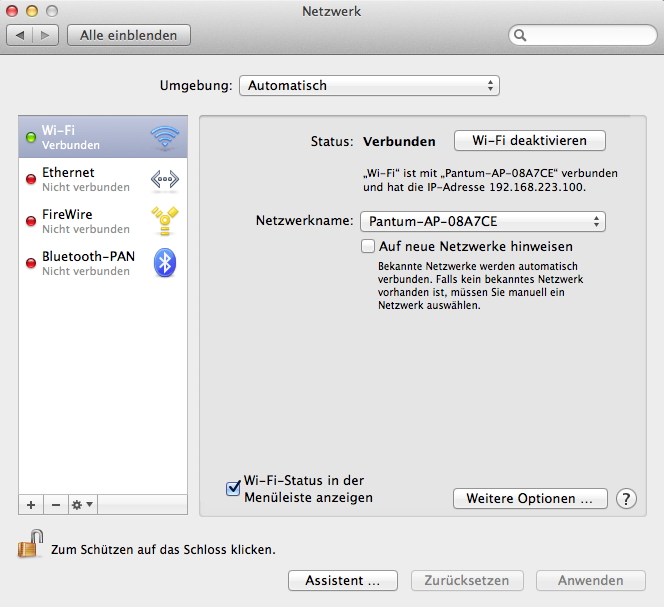 Netzwerk
Alle einblenden
Umgebung: Automatisch
Wi-Fi
Verbunden
Ethernet
Nicht verbunden
FireWire
Nicht verbunden
Bluetooth-PAN
Nicht verbunden
Status: Verbunden Wi-Fi deaktivieren
„Wi-Fi“ ist mit „Pantum-AP-08A7CE“ verbunden
und hat die IP-Adresse 192.168.223.100.
Netzwerkname: Pantum-AP-08A7CE
Auf neue Netzwerke hinweisen
Bekannte Netzwerke werden automatisch
verbunden. Falls kein bekanntes Netzwerk
vorhanden ist, müssen Sie manuell ein
Netzwerk auswählen.
Wi-Fi-Status in der
Menüleiste anzeigen
Weitere Optionen ... ?
Zum Schützen auf das Schloss klicken.
Assistent ... Zurücksetzen Anwenden